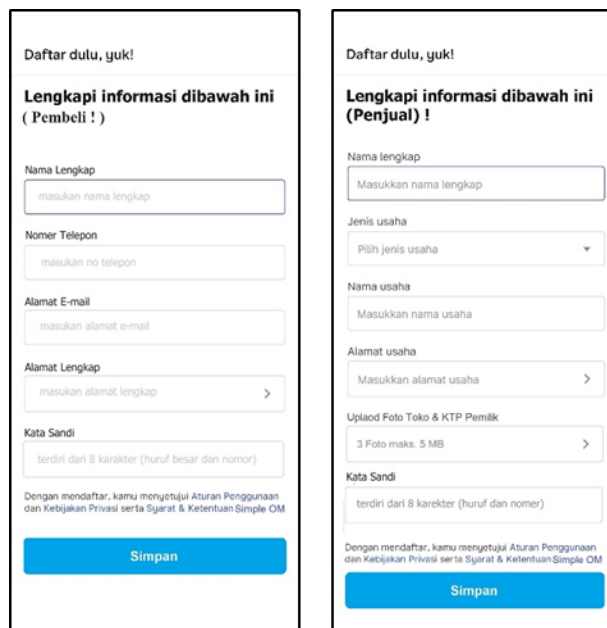 Daftar dulu, yuk!
Lengkapi informasi dibawah ini
( Pembeli ! )
Nama Lengkap
masukan nama lengkap
Nomer Telepon
masukan no telepon
Alamat E-mail
masukan alamat e-mail
Alamat Lengkap
masukan alamat lengkap
Kata Sandi
terdiri dari 8 karakter (huruf besar dan nomor)
Dengan mendaftar, kamu menyetujui Aturan Penggunaan
dan Kebijakan Privasi serta Syarat & Ketentuan Simple OM
Simpan
Daftar dulu, yuk!
Lengkapi informasi dibawah ini
(Penjual) !
Nama lengkap
Masukkan nama lengkap
Jenis usaha
Pilih jenis usaha
Nama usaha
Masukkan nama usaha
Alamat usaha
Masukkan alamat usaha
Uplaod Foto Toko & KTP Pemilik
3 Foto maks. 5 MB
Kata Sandi
terdiri dari 8 karekter (huruf dan nomer)
Dengan mendaftar, kamu menyetujui Aturan Penggunaan
dan Kebijakan Privasi serta Syarat & Ketentuan Simple OM
Simpan